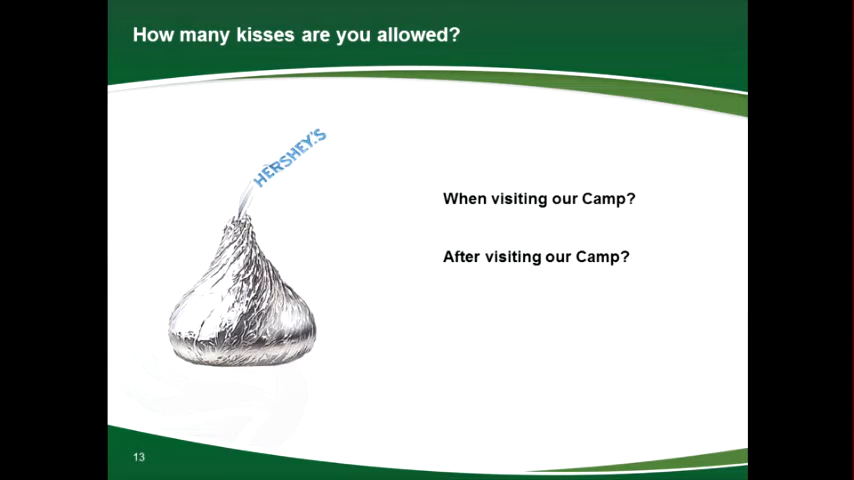 How many kisses are you allowed?
HERSHEY'S
When visiting our Camp?
After visiting our Camp?
13